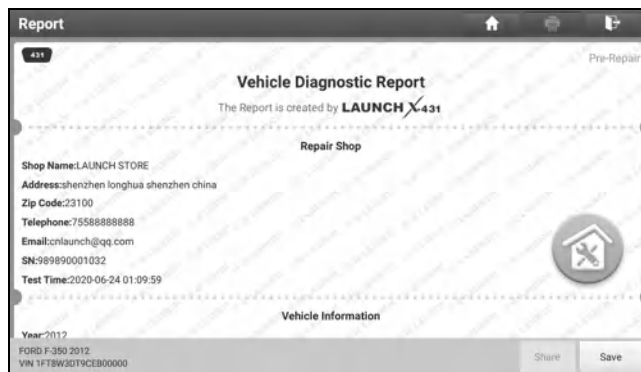 Report
431
Pre-Repair
Vehicle Diagnostic Report
The Report is created by LAUNCH X-431
Repair Shop
Shop Name:LAUNCH STORE
Address:shenzhen longhua shenzhen china
Zip Code:23100
Telephone:75588888888
Email:cnlaunch@qq.com
SN:989890001032
Test Time:2020-06-24 01:09:59
Vehicle Information
Year:2012
FORD F-350 2012
VIN 1FT8W3DT9CEB00000
Share
Save